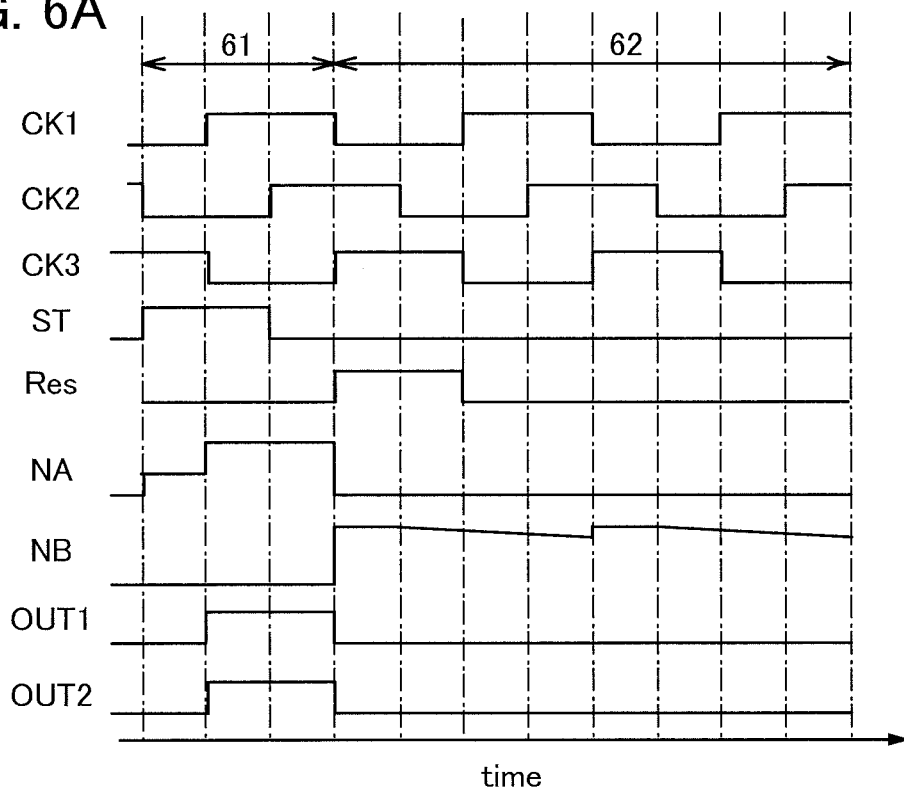 G. 6A
61
62
CK1
CK2
CK3
ST
Res
NA
NB
OUT1
OUT2
time